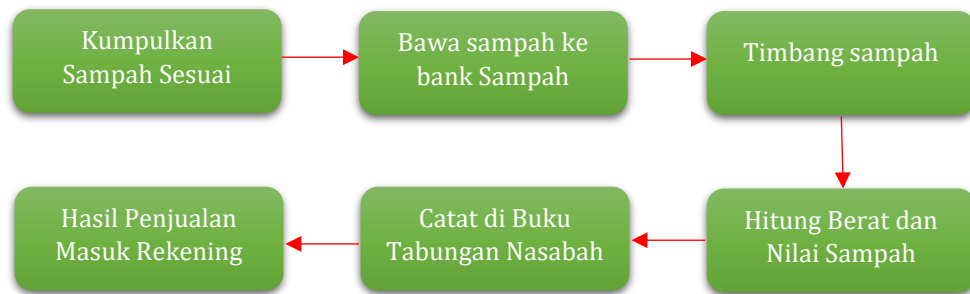 Kumpulkan
Sampah Sesuai
Bawa sampah ke
bank Sampah
Timbang sampah
Hitung Berat dan
Nilai Sampah
Catat di Buku
Tabungan Nasabah
Hasil Penjualan
Masuk Rekening